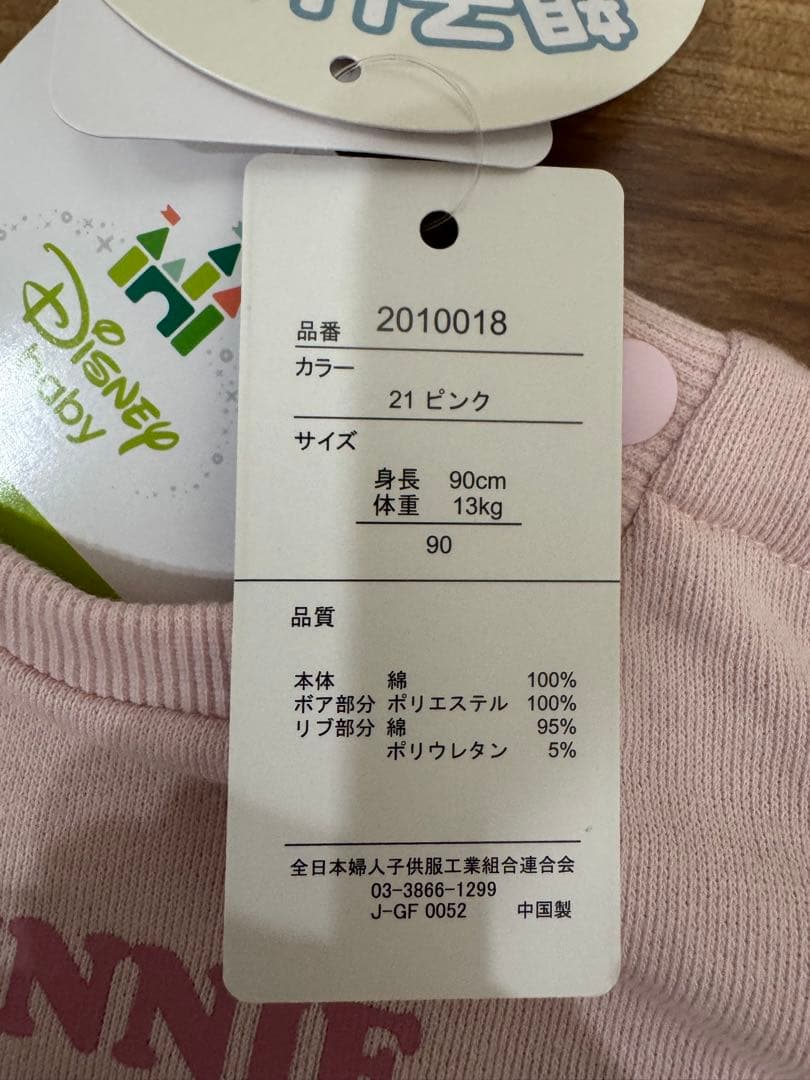 Disney
baby
品番 2010018
カラー
21 ピンク
サイズ
身長 90cm
体重 13kg
90
品質
本体 綿 100%
ボア部分 ポリエステル 100%
リブ部分 綿 95%
ポリウレタン 5%
全日本婦人子供服工業組合連合会
03-3866-1299
J-GF 0052 中国製